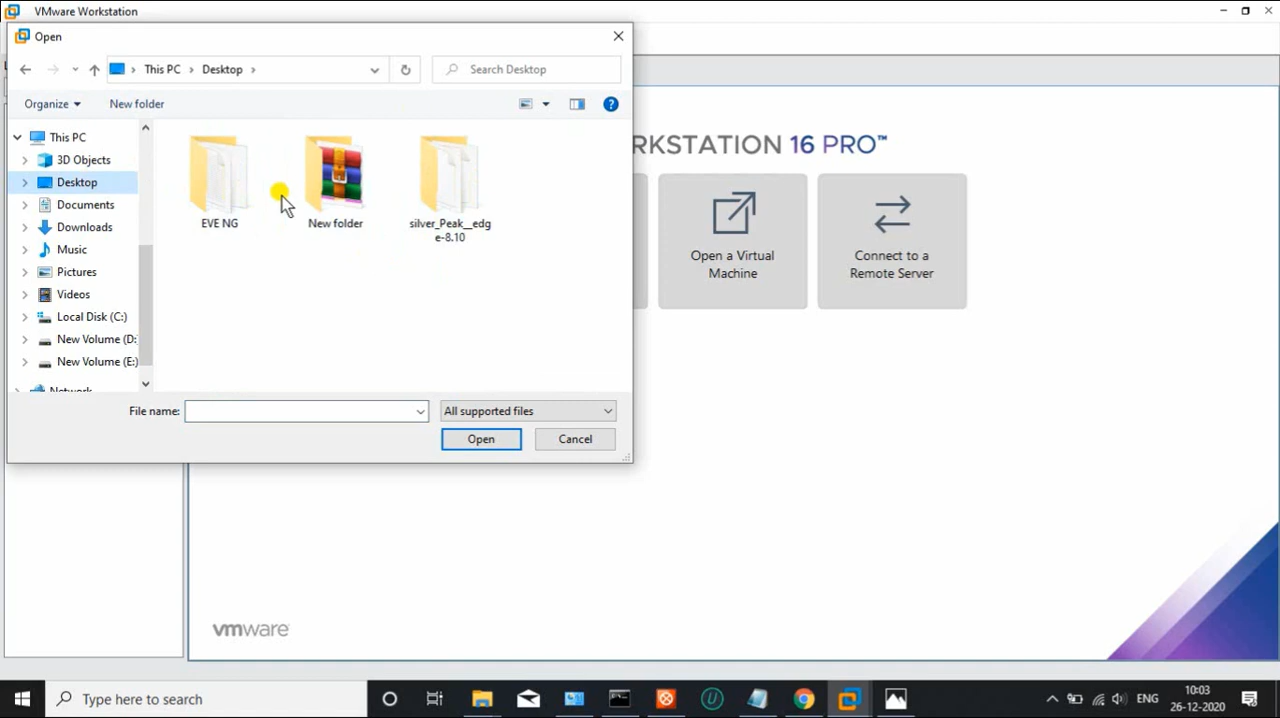 VMware Workstation
Open
This PC > Desktop >
Search Desktop
Organize
New folder
This PC
3D Objects
Desktop
Documents
Downloads
Music
Pictures
Videos
Local Disk (C:)
New Volume (D:
New Volume (E:)
Network
EVE NG
New folder
silver_Peak__edg
e-8.10
File name:
All supported files
Open
Cancel
RKSTATION 16 PRO™
Open a Virtual
Machine
Connect to a
Remote Server
vmware
Type here to search
ENG
10:03
26-12-2020